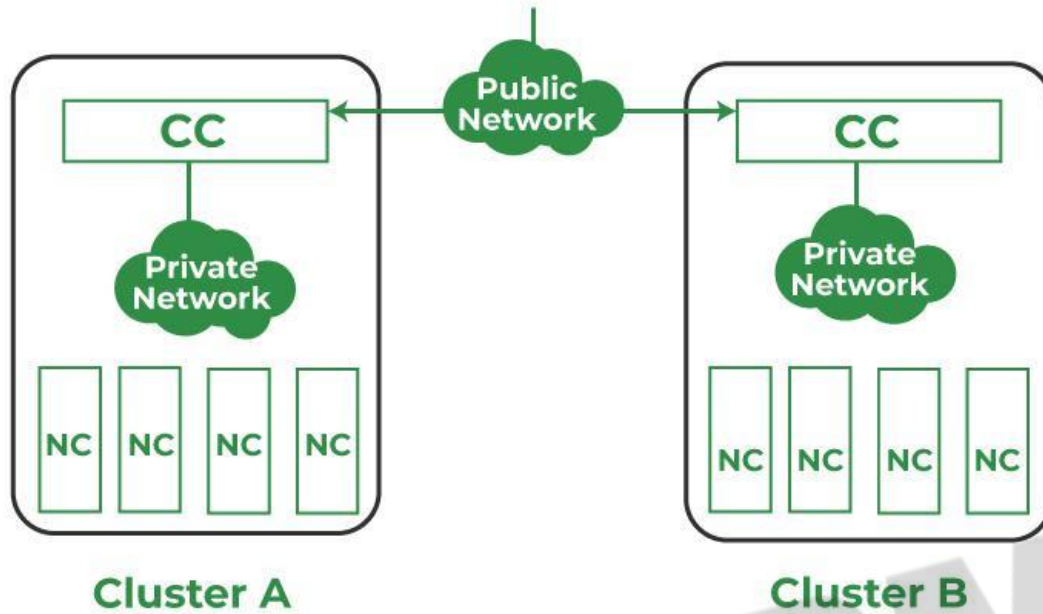 Public
Network
CC
CC
Private
Network
Private
Network
NC
NC
NC
NC
NC
NC
NC
NC
Cluster A
Cluster B